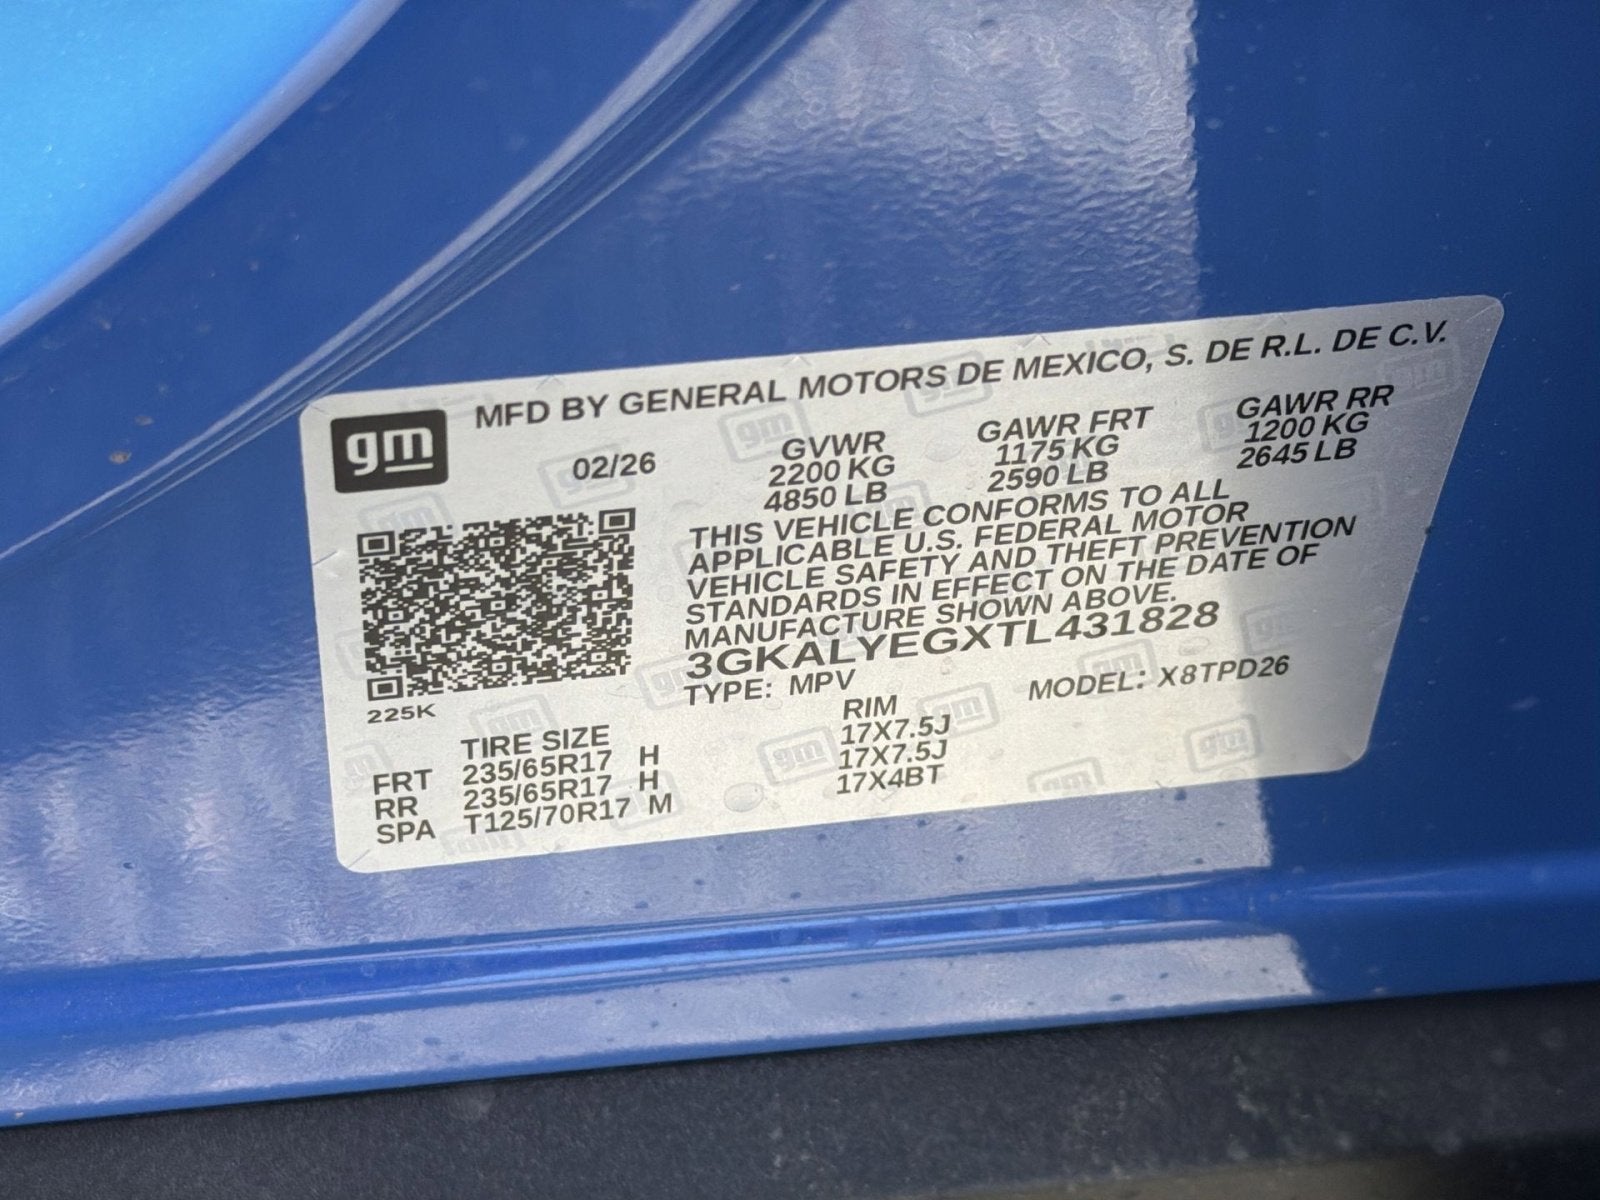 gm
MFD BY GENERAL MOTORS DE MEXICO, S. DE R.L. DE C.V.
02/26
GVWR GAWR FRT GAWR RR
2200 KG 1175 KG 1200 KG
4850 LB 2590 LB 2645 LB
THIS VEHICLE CONFORMS TO ALL
APPLICABLE U.S. FEDERAL MOTOR
VEHICLE SAFETY AND THEFT PREVENTION
STANDARDS IN EFFECT ON THE DATE OF
MANUFACTURE SHOWN ABOVE.
3GKALYEGXTL431828
TYPE: MPV MODEL: X8TPD26
225K
TIRE SIZE RIM
FRT 235/65R17 H 17X7.5J
RR 235/65R17 H 17X7.5J
SPA T125/70R17 M 17X4BT